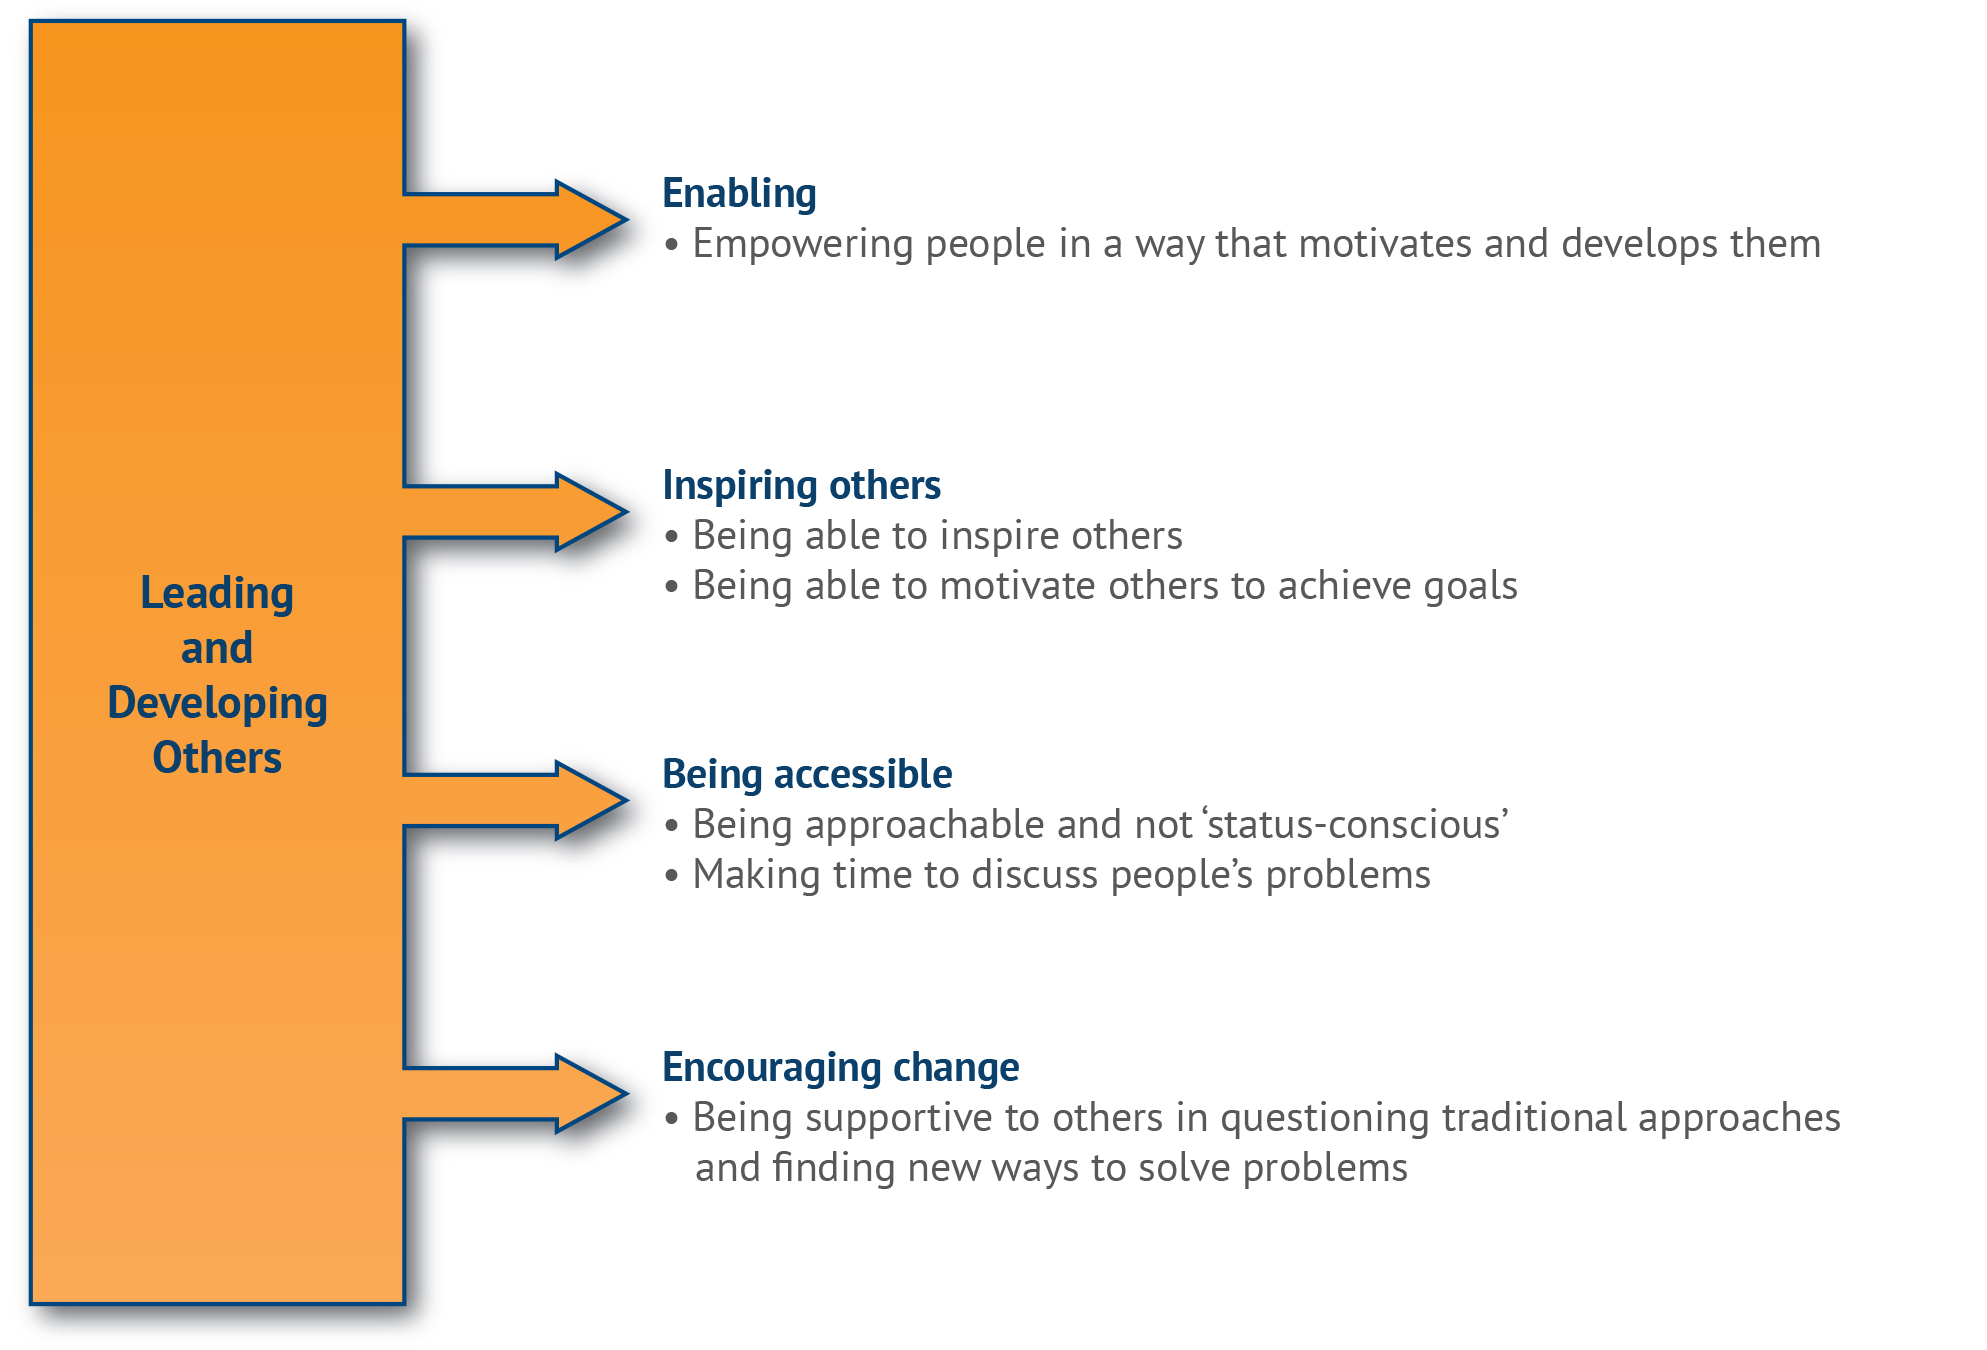 Leading
and
Developing
Others
Enabling
• Empowering people in a way that motivates and develops them
Inspiring others
• Being able to inspire others
• Being able to motivate others to achieve goals
Being accessible
• Being approachable and not ‘status-conscious’
• Making time to discuss people’s problems
Encouraging change
• Being supportive to others in questioning traditional approaches
and finding new ways to solve problems